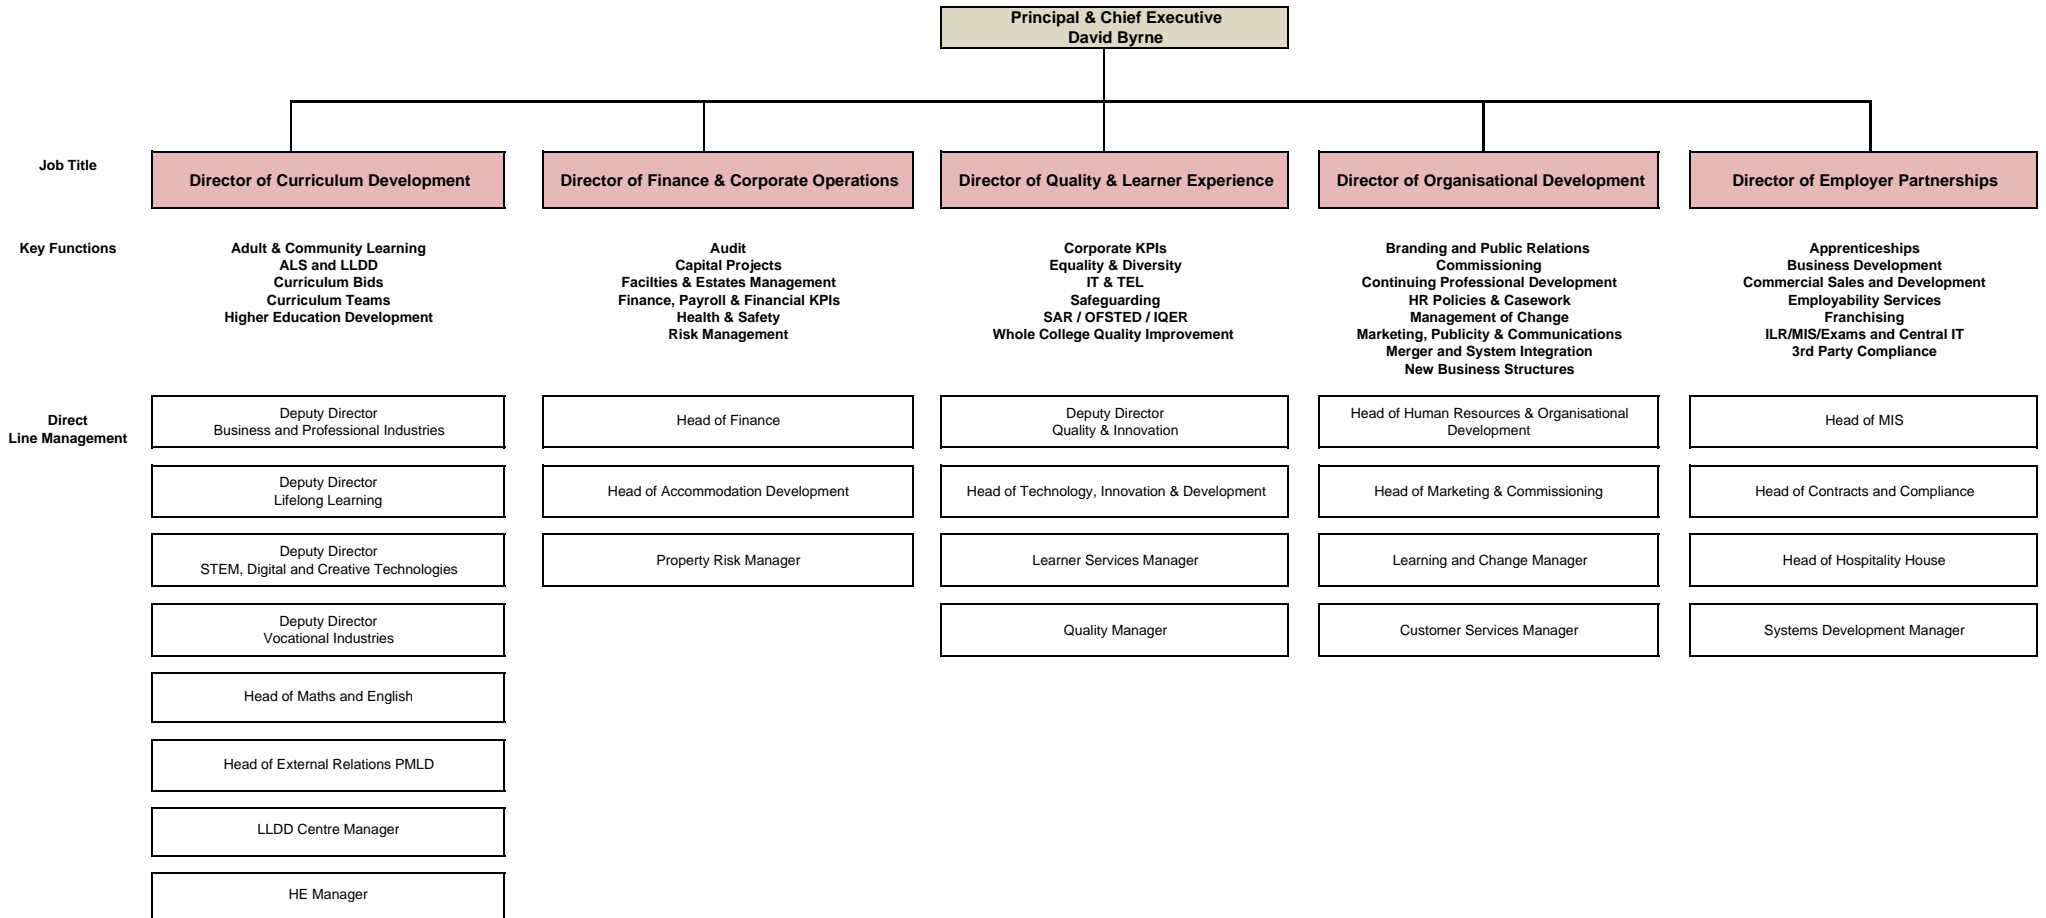 Principal & Chief Executive
David Byrne
Job Title
Director of Curriculum Development
Director of Finance & Corporate Operations
Director of Quality & Learner Experience
Director of Organisational Development
Director of Employer Partnerships
Key Functions
Adult & Community Learning
ALS and LLDD
Curriculum Bids
Curriculum Teams
Higher Education Development
Audit
Capital Projects
Facilties & Estates Management
Finance, Payroll & Financial KPIs
Health & Safety
Risk Management
Corporate KPIs
Equality & Diversity
IT & TEL
Safeguarding
SAR / OFSTED / IQER
Whole College Quality Improvement
Branding and Public Relations
Commissioning
Continuing Professional Development
HR Policies & Casework
Management of Change
Marketing, Publicity & Communications
Merger and System Integration
New Business Structures
Apprenticeships
Business Development
Commercial Sales and Development
Employability Services
Franchising
ILR/MIS/Exams and Central IT
3rd Party Compliance
Direct
Line Management
Deputy Director
Business and Professional Industries
Deputy Director
Lifelong Learning
Deputy Director
STEM, Digital and Creative Technologies
Deputy Director
Vocational Industries
Head of Maths and English
Head of External Relations PMLD
LLDD Centre Manager
HE Manager
Head of Finance
Head of Accommodation Development
Property Risk Manager
Deputy Director
Quality & Innovation
Head of Technology, Innovation & Development
Learner Services Manager
Quality Manager
Head of Human Resources & Organisational
Development
Head of Marketing & Commissioning
Learning and Change Manager
Customer Services Manager
Head of MIS
Head of Contracts and Compliance
Head of Hospitality House
Systems Development Manager